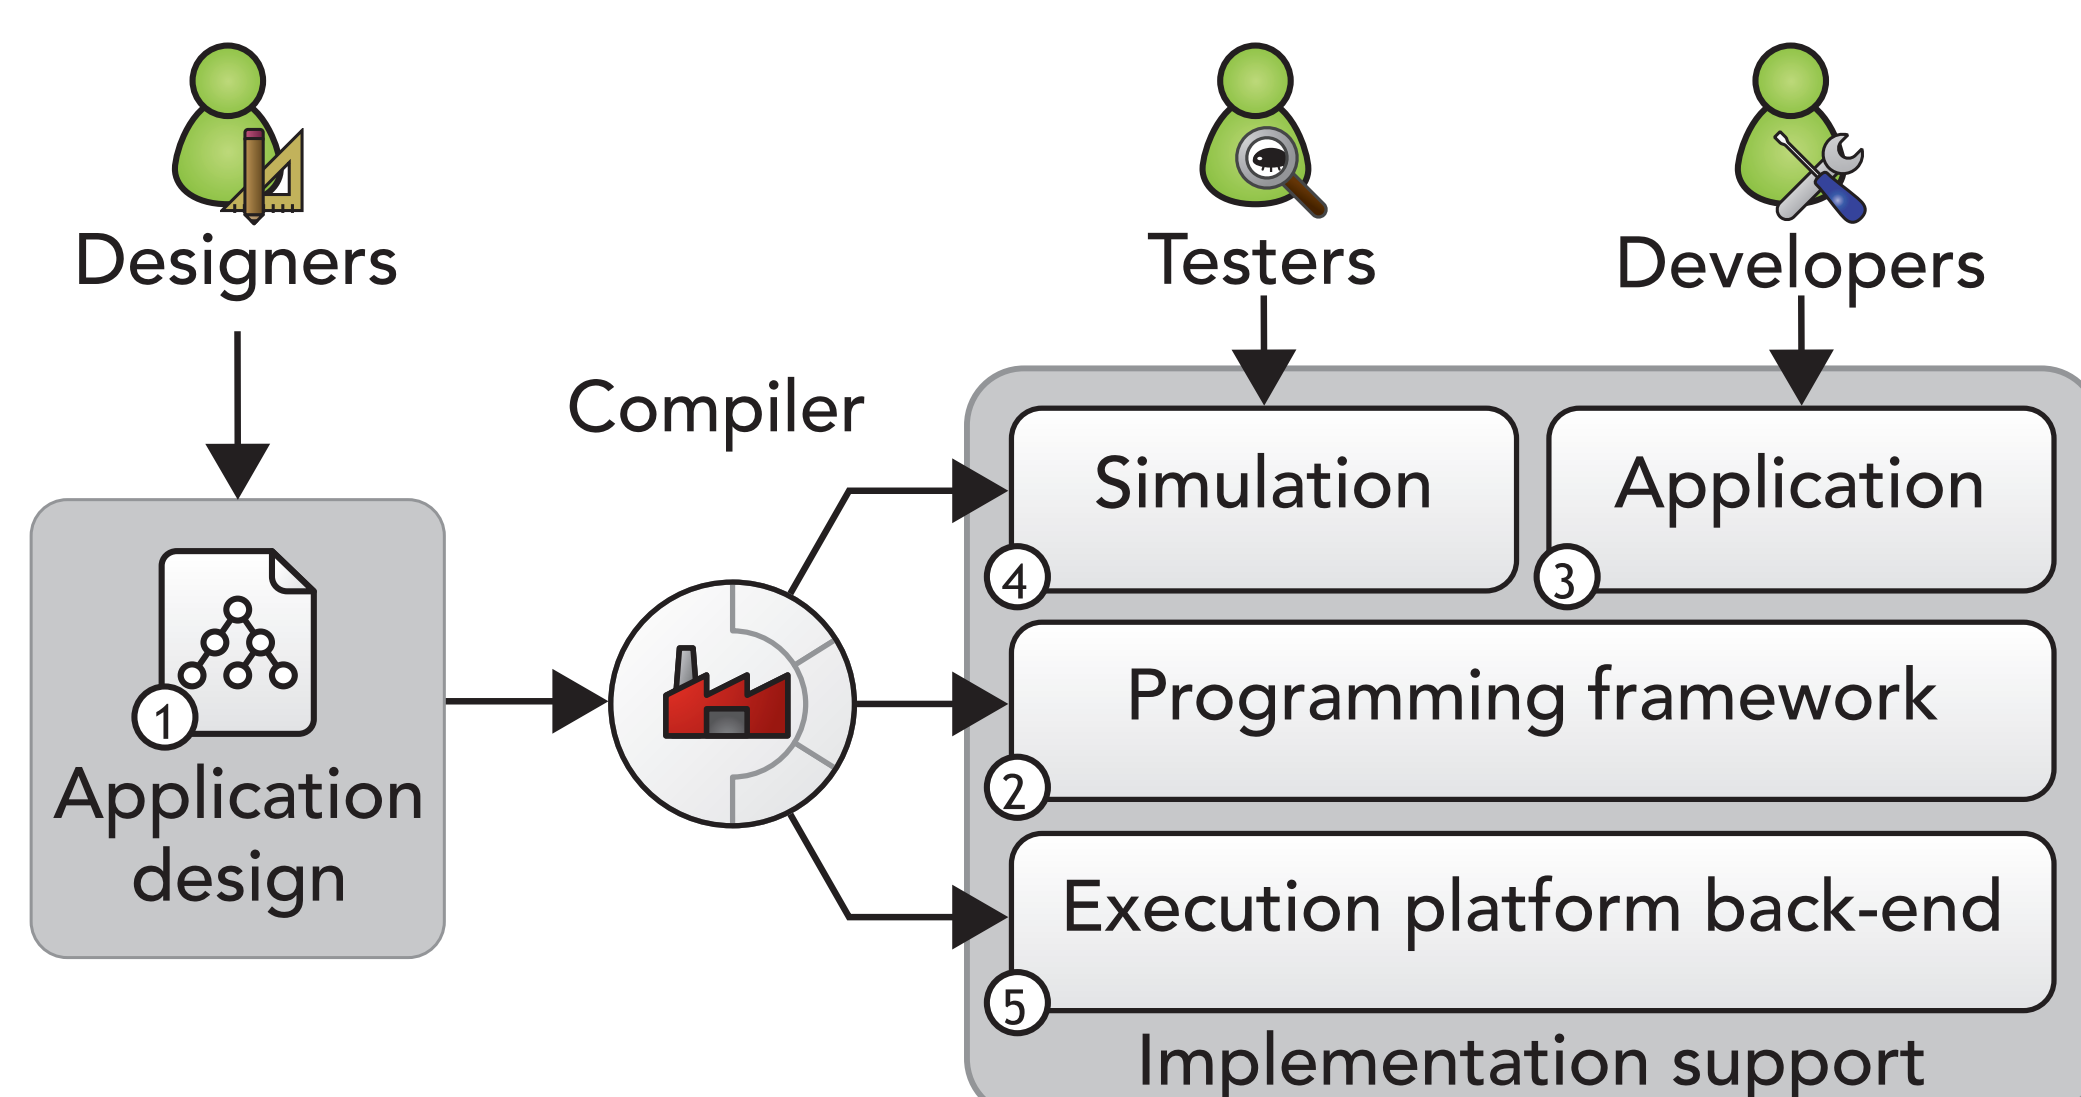 Designers
Testers
Developers
Compiler
Simulation
Application
4
3
1
Programming framework
2
Application
design
Execution platform back-end
5
Implementation support